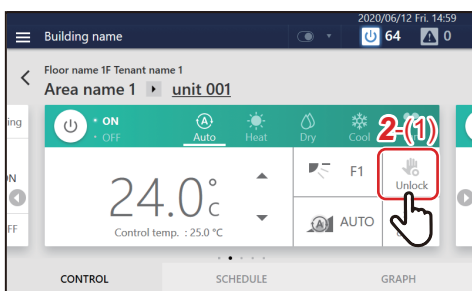 2020/06/12 Fri. 14:59
Building name 64 0
Floor name 1F Tenant name 1
Area name 1 unit 001
ing
ON
OFF
Auto
Heat
Dry
Cool
2-(1)
N
FF
24.0°c
Control temp. : 25.0 °C
F1
Unlock
AUTO
CONTROL
SCHEDULE
GRAPH